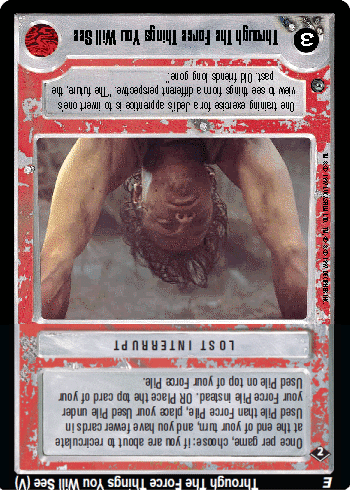 E Through The Force Things You Will See (V)
2
Once per game, choose: if you are about to recirculate
at the end of your turn, and you have fewer cards in
Used Pile than Force Pile, place your Used Pile under
your Force Pile instead. OR Place the top card of your
Used Pile on top of your Force Pile.
LOST INTERRUPT
One training exercise for a Jedi apprentice is to invert one's
view to see things from a different perspective. "The future, the
past. Old friends long gone."
3
Through The Force Things You Will See